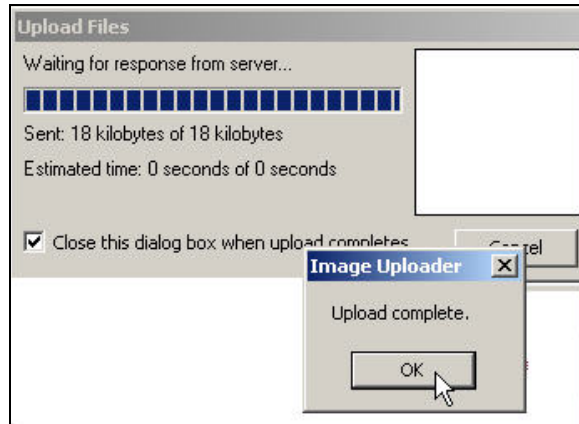 Upload Files
Waiting for response from server...
Sent: 18 kilobytes of 18 kilobytes
Estimated time: 0 seconds of 0 seconds
Close this dialog box when upload completes
Image Uploader
Upload complete.
OK